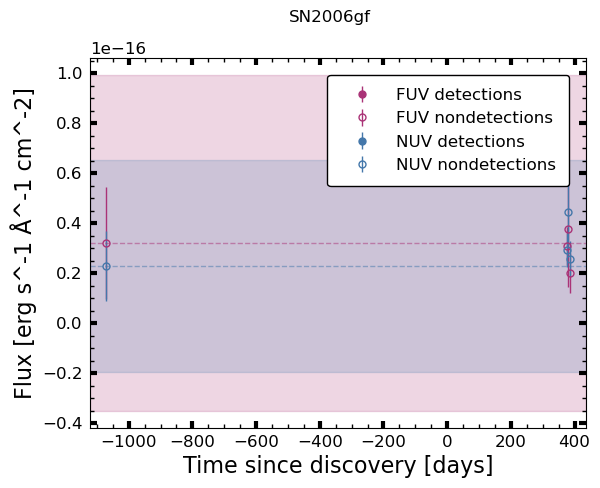 SN2006gf
1e−16
1.0
0.8
0.6
0.4
0.2
0.0
−0.2
−0.4
Flux [erg s^-1 Å^-1 cm^-2]
FUV detections
FUV nondetections
NUV detections
NUV nondetections
−1000 −800 −600 −400 −200 0 200 400
Time since discovery [days]